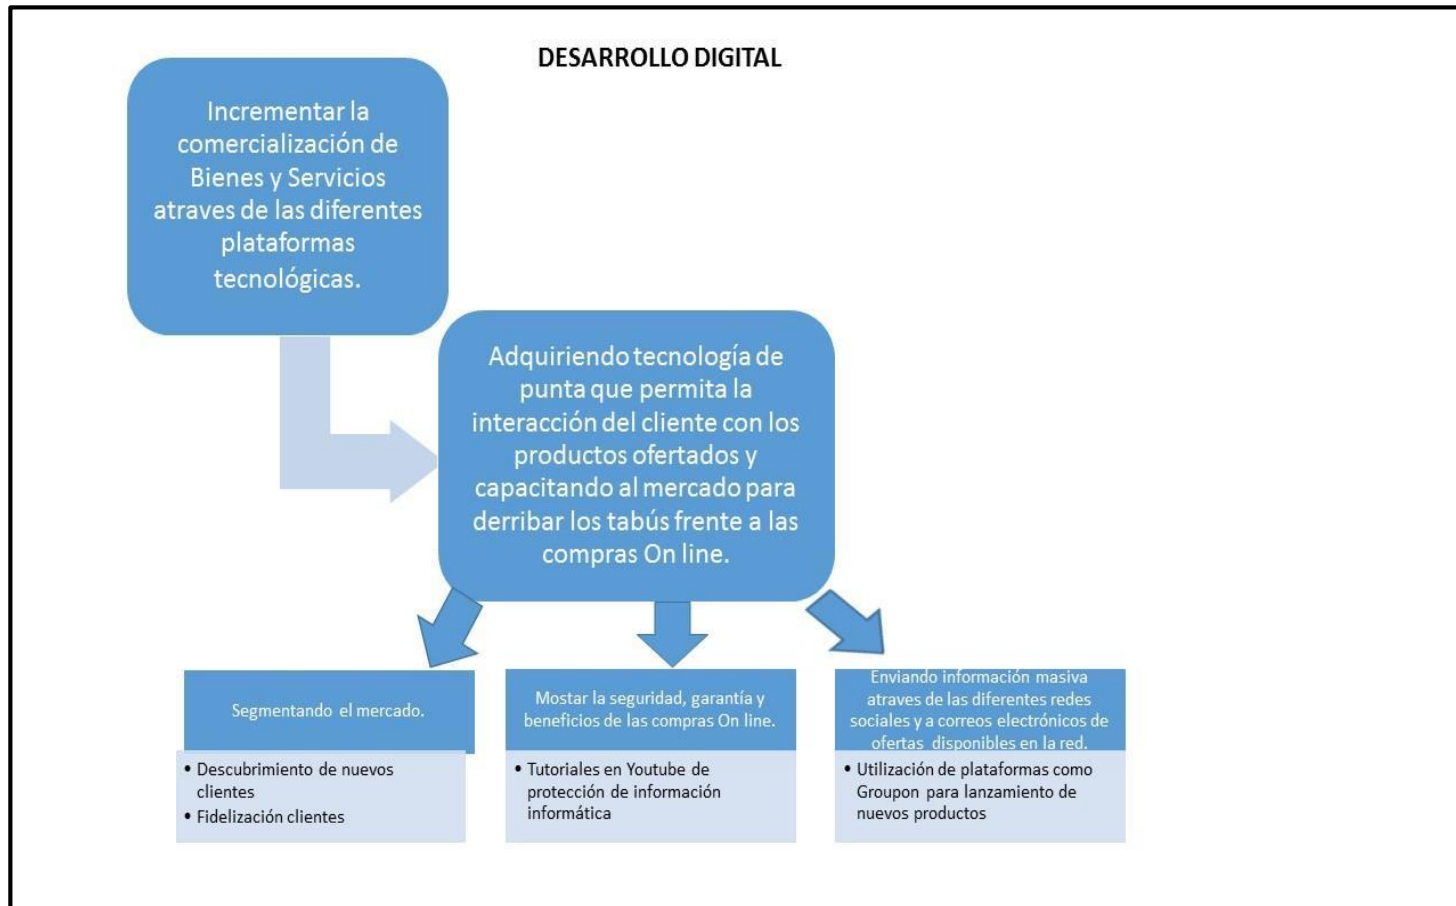 DESARROLLO DIGITAL
Incrementar la
comercialización de
Bienes y Servicios
atraves de las diferentes
plataformas
tecnológicas.
Adquiriendo tecnología de
punta que permita la
interacción del cliente con los
productos ofertados y
capacitando al mercado para
derribar los tabús frente a las
compras On line.
Segmentando el mercado.
• Descubrimiento de nuevos
clientes
• Fidelización clientes
Mostar la seguridad, garantía y
beneficios de las compras On line.
• Tutoriales en Youtube de
protección de información
informática
Enviando información masiva
atraves de las diferentes redes
sociales y a correos electrónicos de
ofertas disponibles en la red.
• Utilización de plataformas como
Groupon para lanzamiento de
nuevos productos